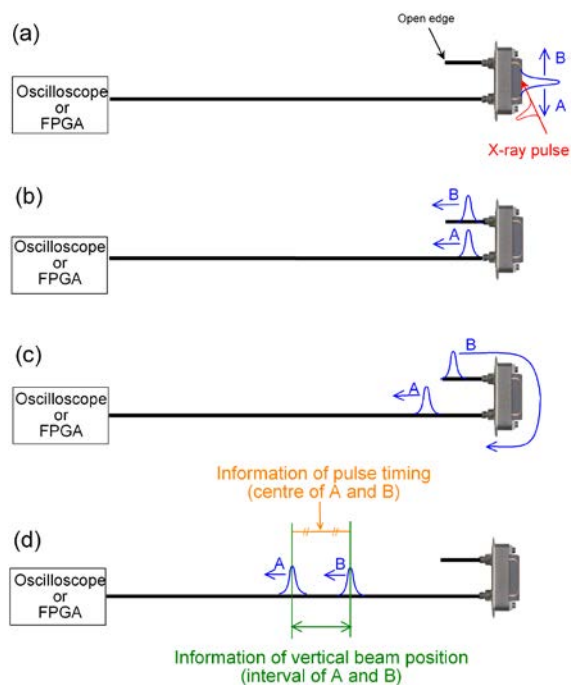 (a)
Open edge
B
Oscilloscope
or
FPGA
A
X-ray pulse
(b)
B
A
Oscilloscope
or
FPGA
(c)
B
A
Oscilloscope
or
FPGA
Information of pulse timing
(centre of A and B)
(d)
A
B
Oscilloscope
or
FPGA
Information of vertical beam position
(interval of A and B)